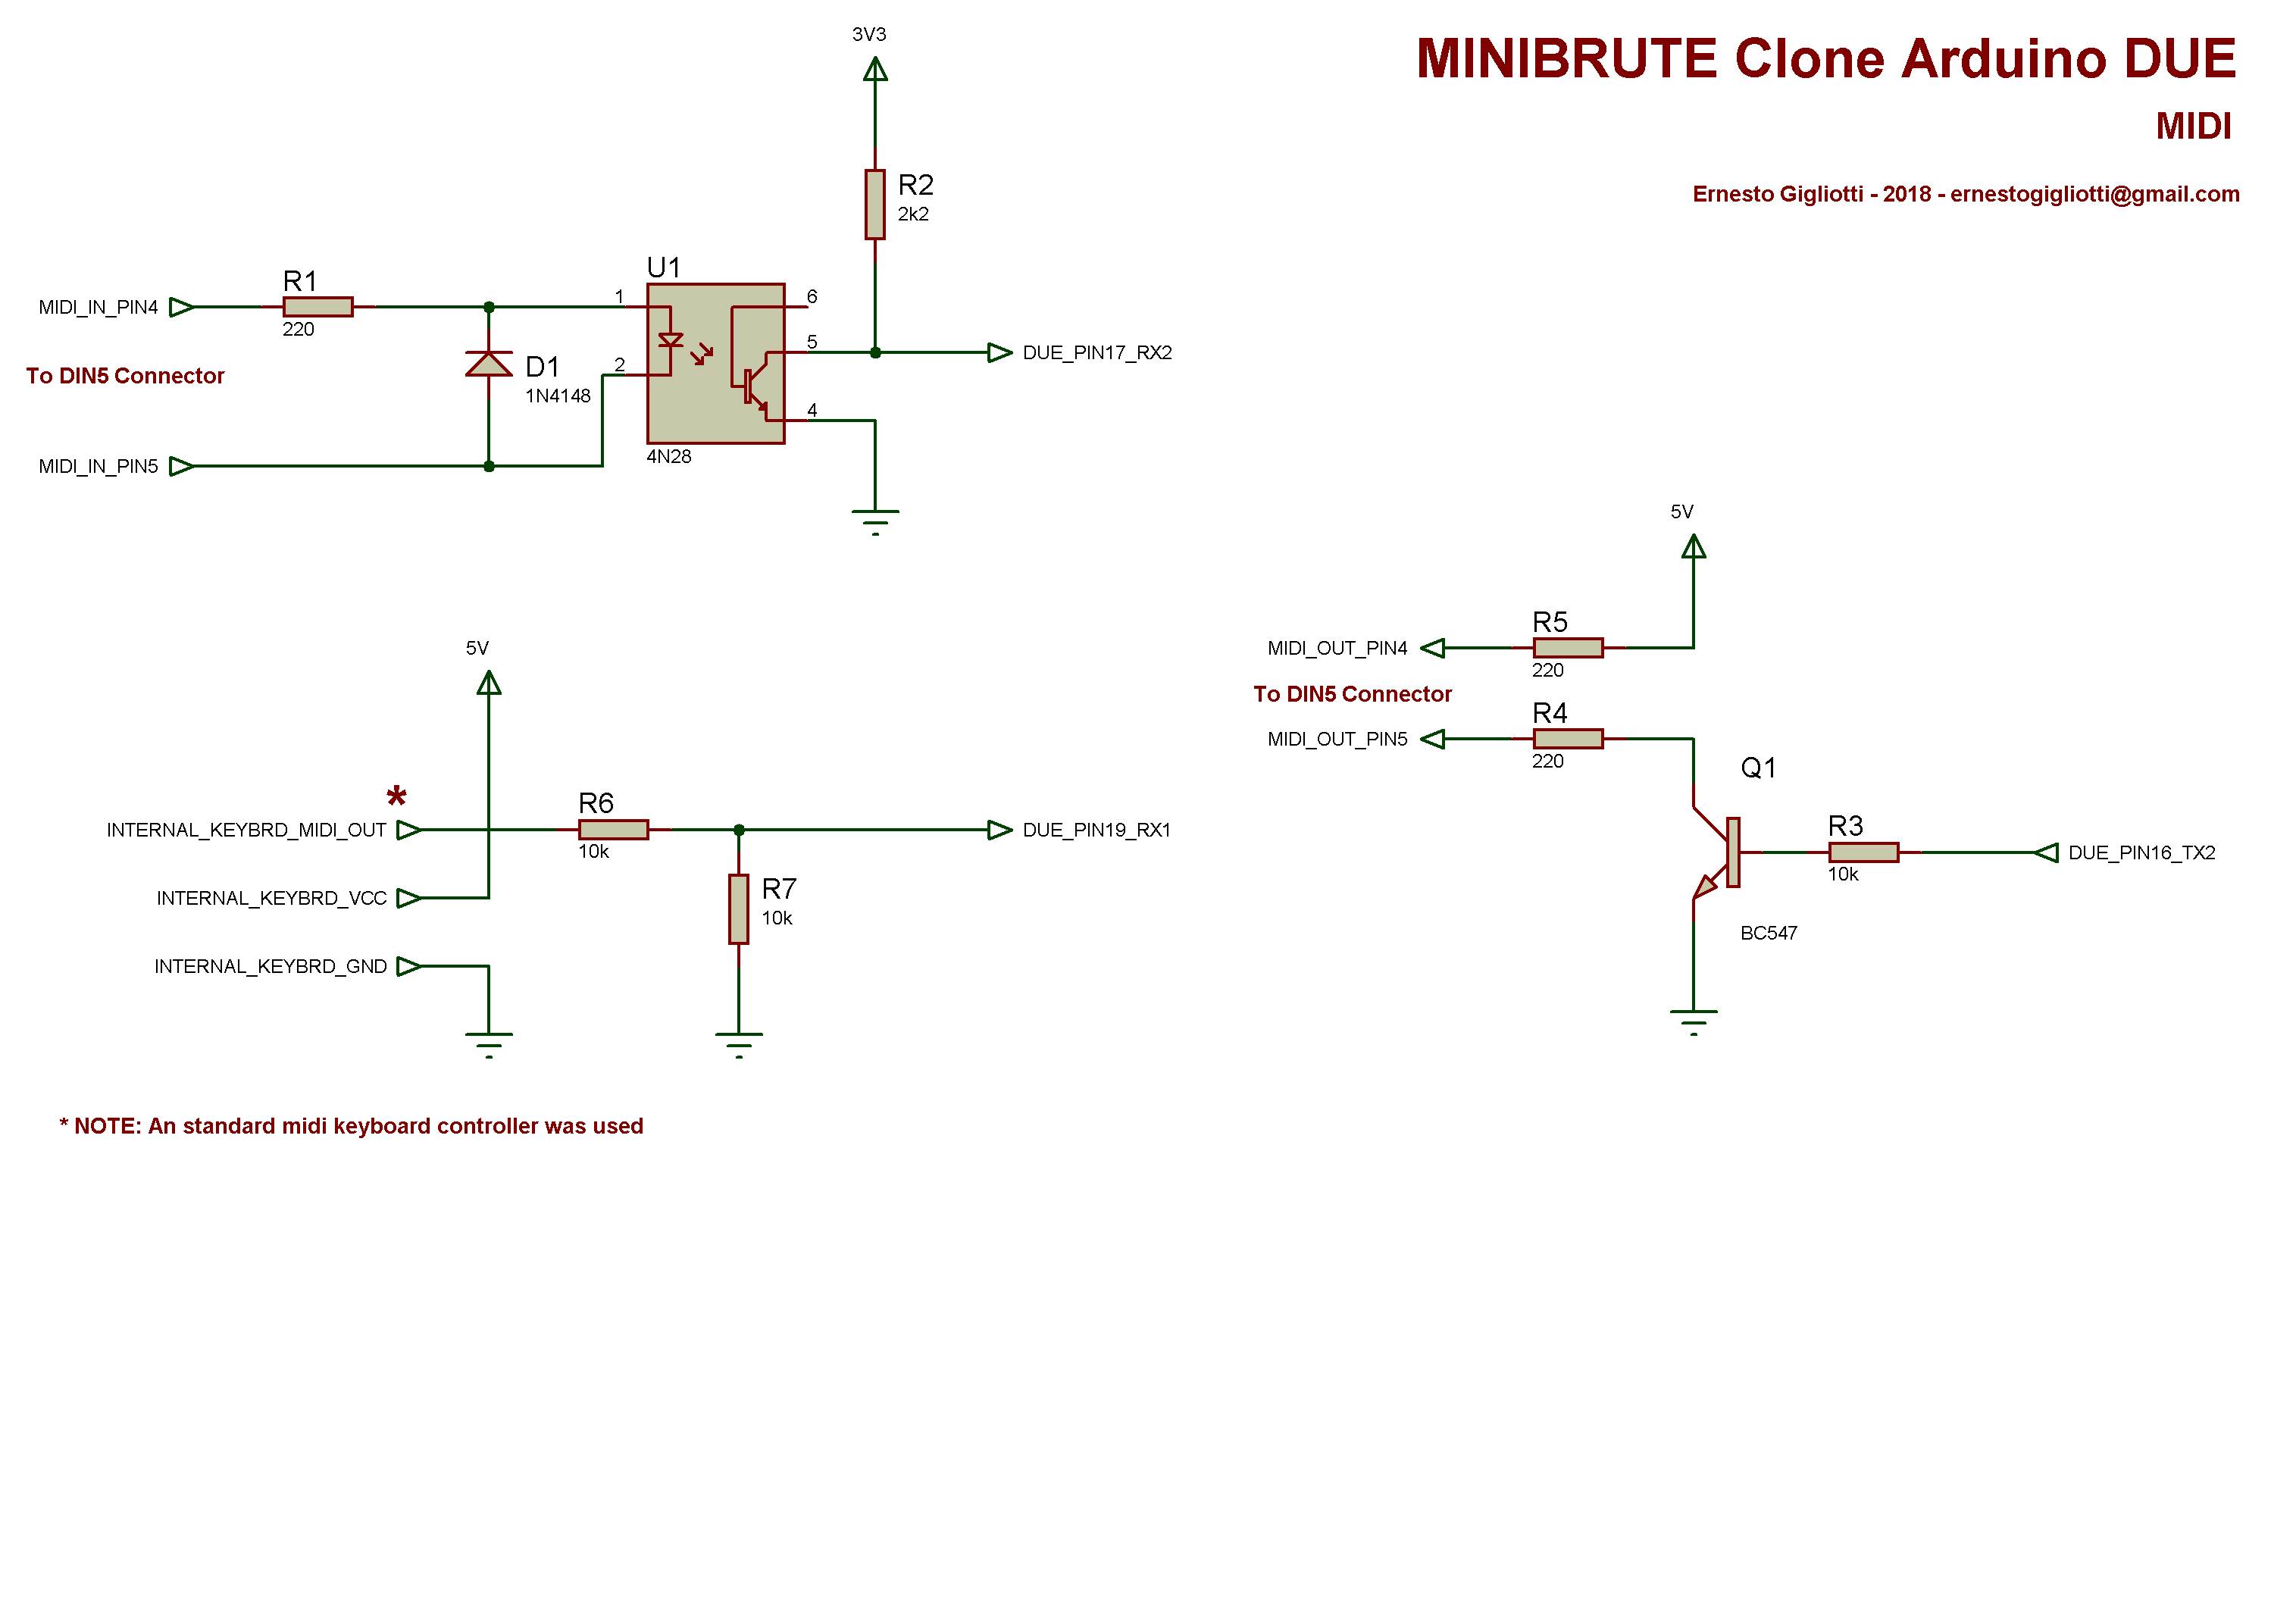 MINIBRUTE Clone Arduino DUE
MIDI
Ernesto Gigliotti - 2018 - ernestogigliotti@gmail.com
3V3
R2
2k2
U1
1
2
6
5
4
4N28
MIDI_IN_PIN4
R1
220
To DIN5 Connector
D1
1N4148
MIDI_IN_PIN5
DUE_PIN17_RX2
5V
R5
220
MIDI_OUT_PIN4
To DIN5 Connector
R4
220
MIDI_OUT_PIN5
Q1
BC547
R3
10k
DUE_PIN16_TX2
5V
*
INTERNAL_KEYBRD_MIDI_OUT
R6
10k
DUE_PIN19_RX1
INTERNAL_KEYBRD_VCC
R7
10k
INTERNAL_KEYBRD_GND
* NOTE: An standard midi keyboard controller was used